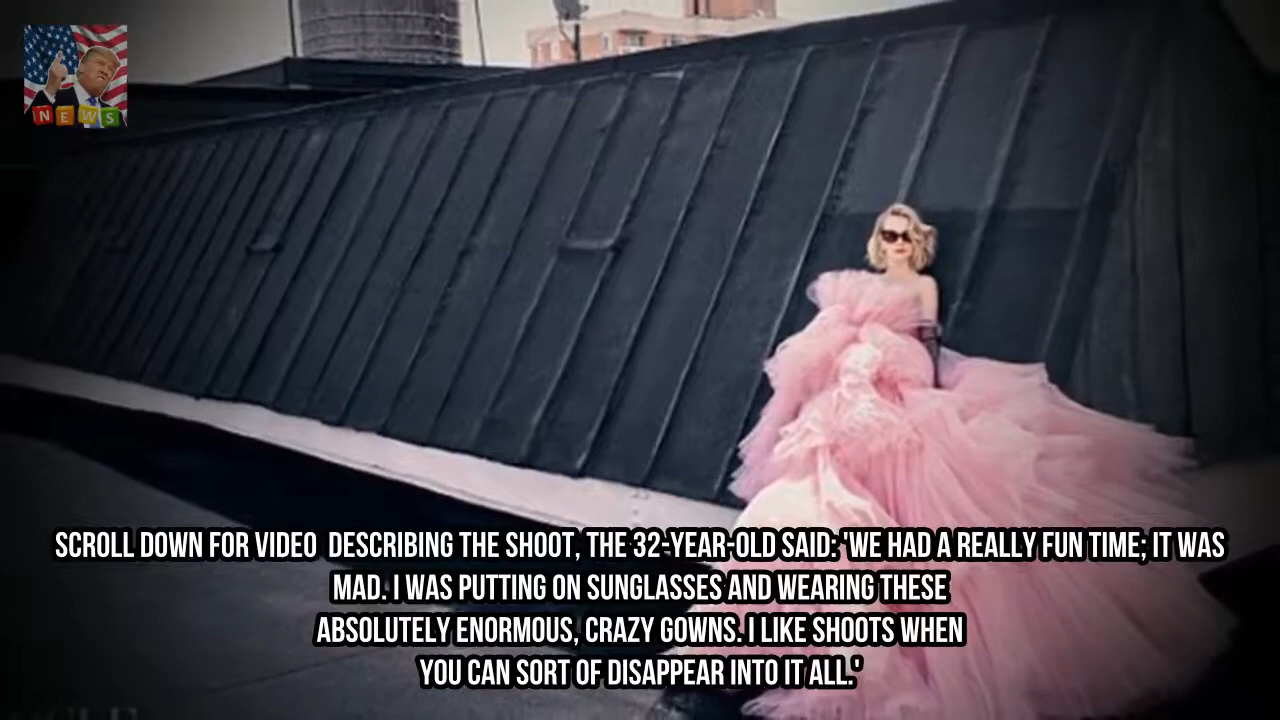 NEWS
SCROLL DOWN FOR VIDEO  DESCRIBING THE SHOOT, THE 32-YEAR-OLD SAID: 'WE HAD A REALLY FUN TIME; IT WAS
MAD. I WAS PUTTING ON SUNGLASSES AND WEARING THESE
ABSOLUTELY ENORMOUS, CRAZY GOWNS. I LIKE SHOOTS WHEN
YOU CAN SORT OF DISAPPEAR INTO IT ALL.'